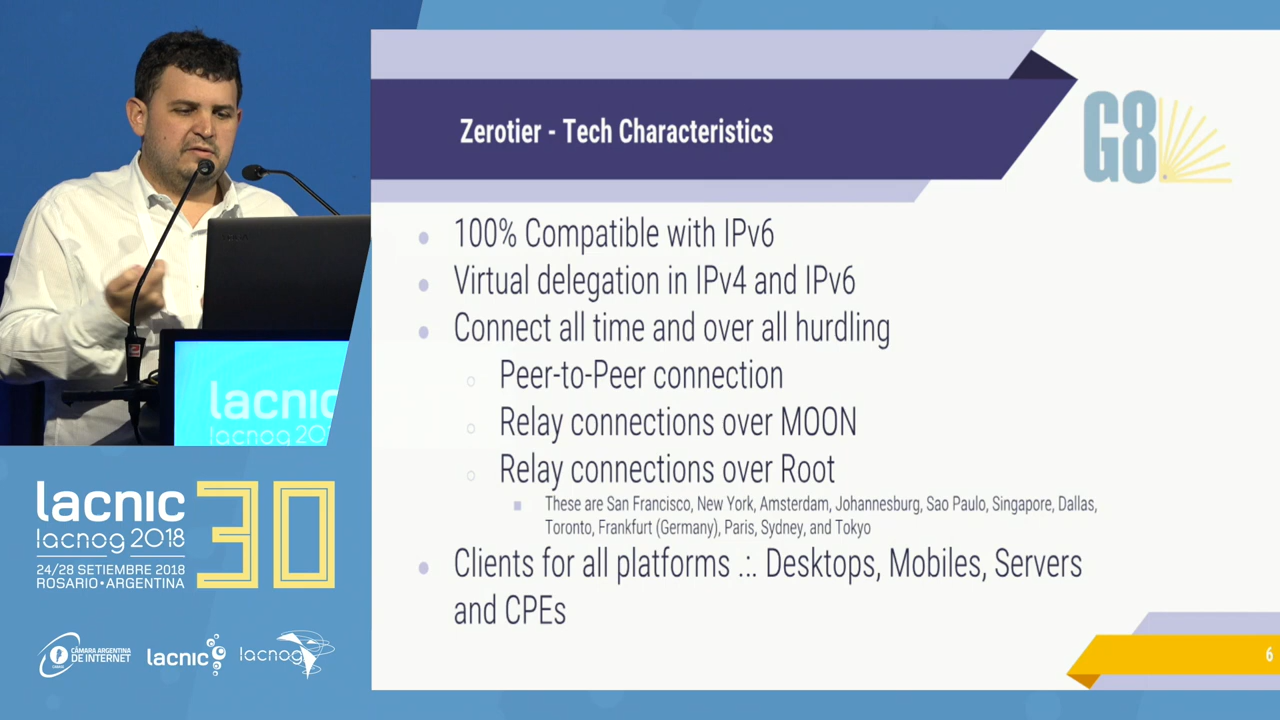 Zerotier - Tech Characteristics
G8
100% Compatible with IPv6
Virtual delegation in IPv4 and IPv6
Connect all time and over all hurdling
Peer-to-Peer connection
Relay connections over MOON
Relay connections over Root
These are San Francisco, New York, Amsterdam, Johannesburg, Sao Paulo, Singapore, Dallas,
Toronto, Frankfurt (Germany), Paris, Sydney, and Tokyo
Clients for all platforms .:. Desktops, Mobiles, Servers
and CPEs
6
lacnic
lacnog 201
lacnic 30
lacnog 2018
24/28 SETIEMBRE 2018
ROSARIO•ARGENTINA
CÁMARA ARGENTINA
DE INTERNET
lacnic
lacnog